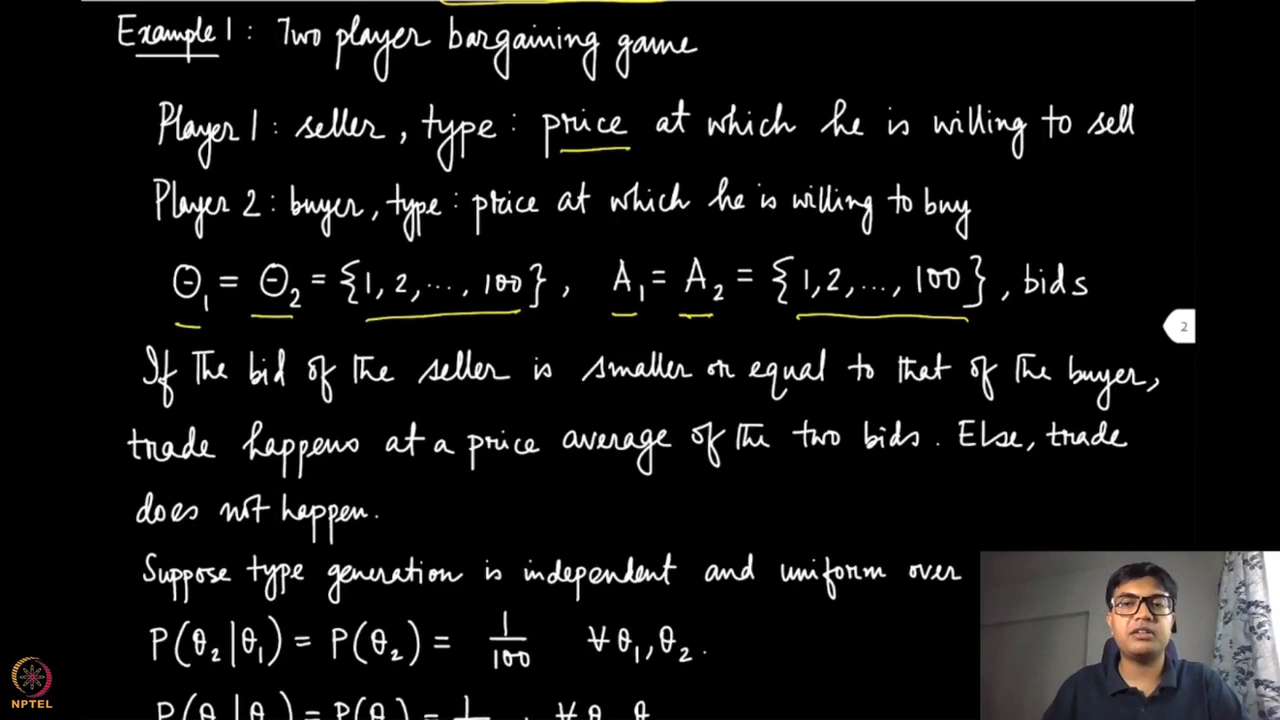 Example 1 : Two player bargaining game
Player 1 : seller, type : price at which he is willing to sell
Player 2 : buyer, type : price at which he is willing to buy
Θ₁ = Θ₂ = {1, 2, ..., 100}, A₁ = A₂ = {1, 2, ..., 100}, bids
2
If the bid of the seller is smaller or equal to that of the buyer,
trade happens at a price average of the two bids. Else, trade
does not happen.
Suppose type generation is independent and uniform over
P(θ₂|θ₁) = P(θ₂) = 1/100 ∀ θ₁, θ₂.
NPTEL